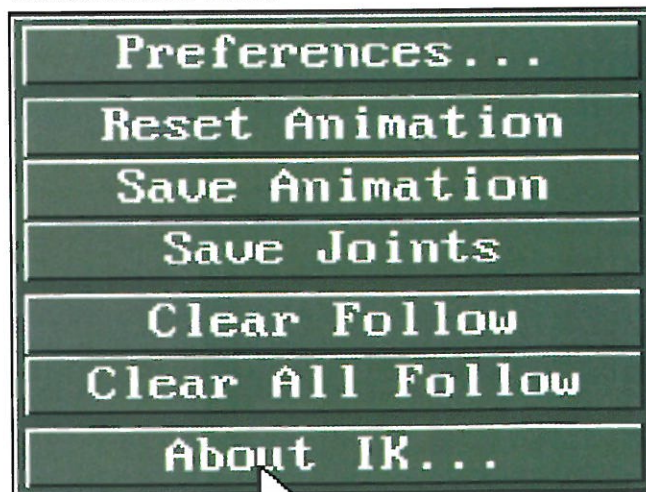 Preferences...
Reset Animation
Save Animation
Save Joints
Clear Follow
Clear All Follow
About IK...